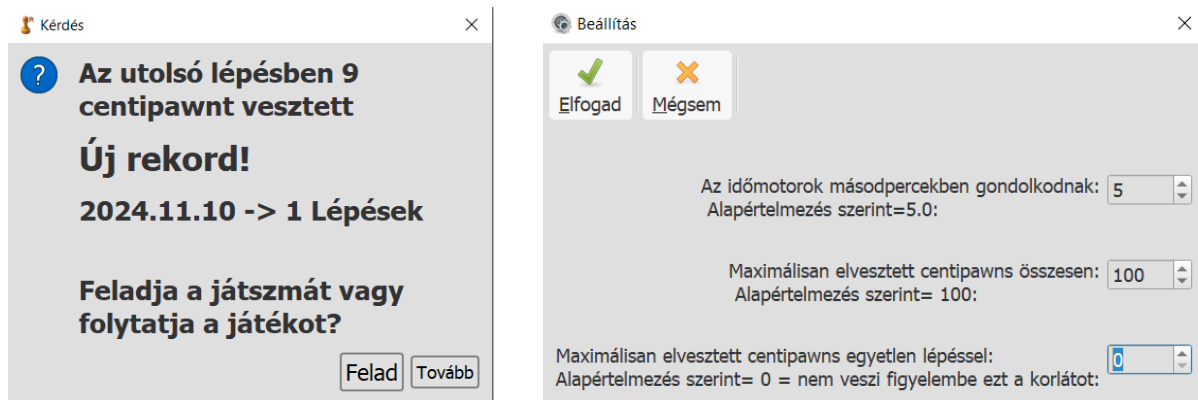 Kérdés
Az utolsó lépésben 9
centipawnt vesztett
Új rekord!
2024.11.10 -> 1 Lépések
Feladja a játszmát vagy
folytatja a játékot?
Felad
Tovább
Beállítás
Elfogad
Mégsem
Az időmotorok másodpercekben gondolkodnak:
Alapértelmezés szerint=5.0:
5
Maximálisan elvesztett centipawns összesen:
Alapértelmezés szerint= 100:
100
Maximálisan elvesztett centipawns egyetlen lépéssel:
Alapértelmezés szerint= 0 = nem veszi figyelembe ezt a korlátot:
0